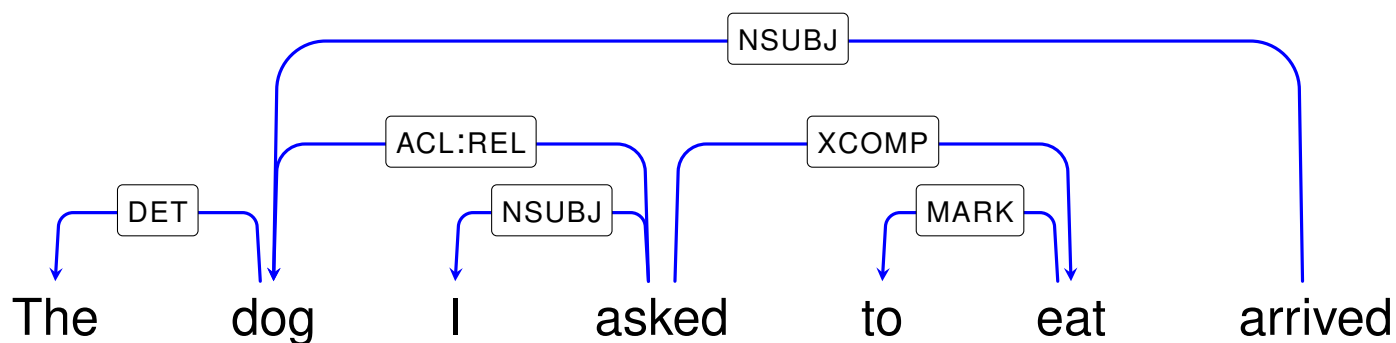 NSUBJ
ACL:REL XCOMP
DET NSUBJ MARK
The dog I asked to eat arrived